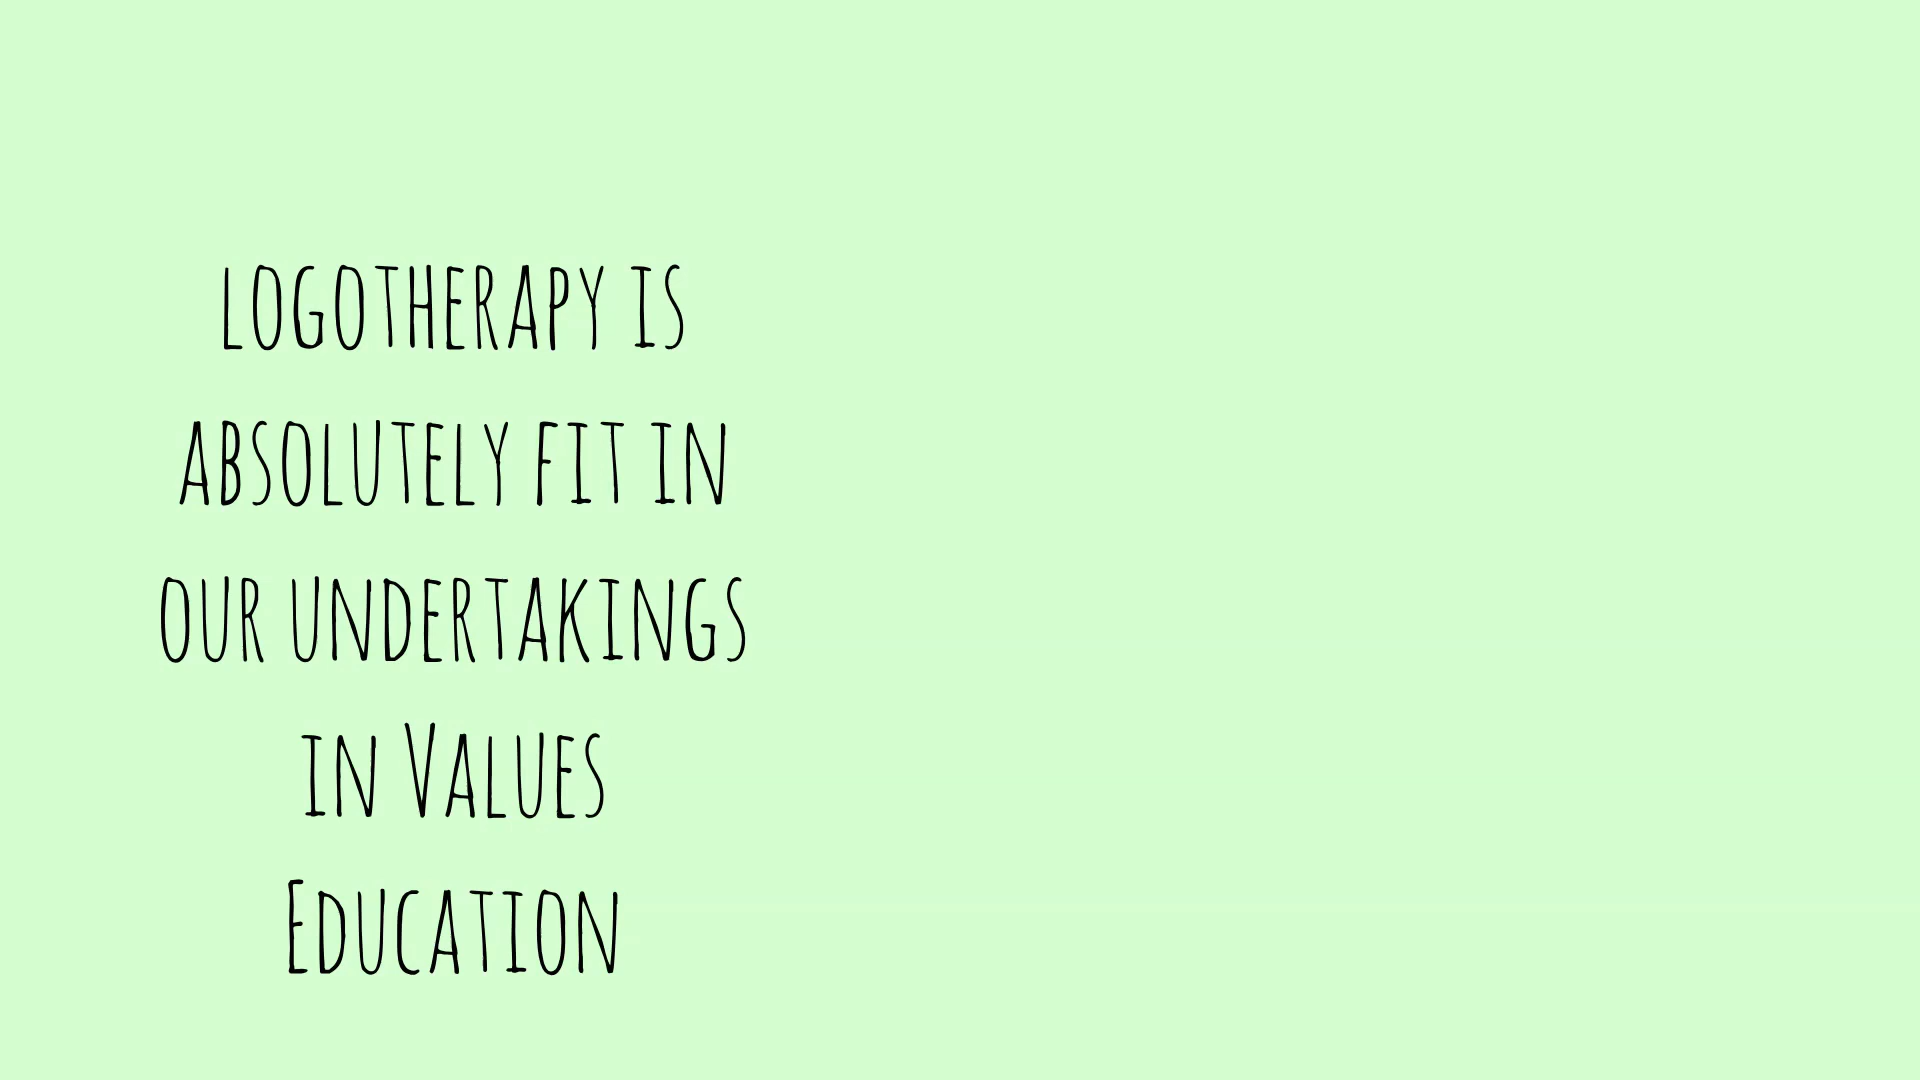 logotherapy is
absolutely fit in
our undertakings
in Values
Education